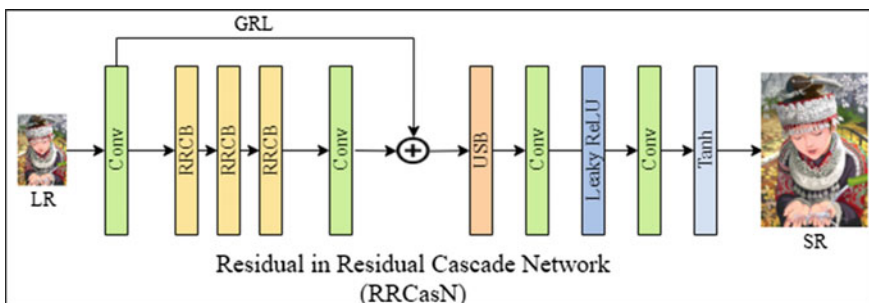 GRL
LR
Conv
RRCB
RRCB
RRCB
Conv
USB
Conv
Leaky ReLU
Conv
Tanh
SR
Residual in Residual Cascade Network
(RRCasN)